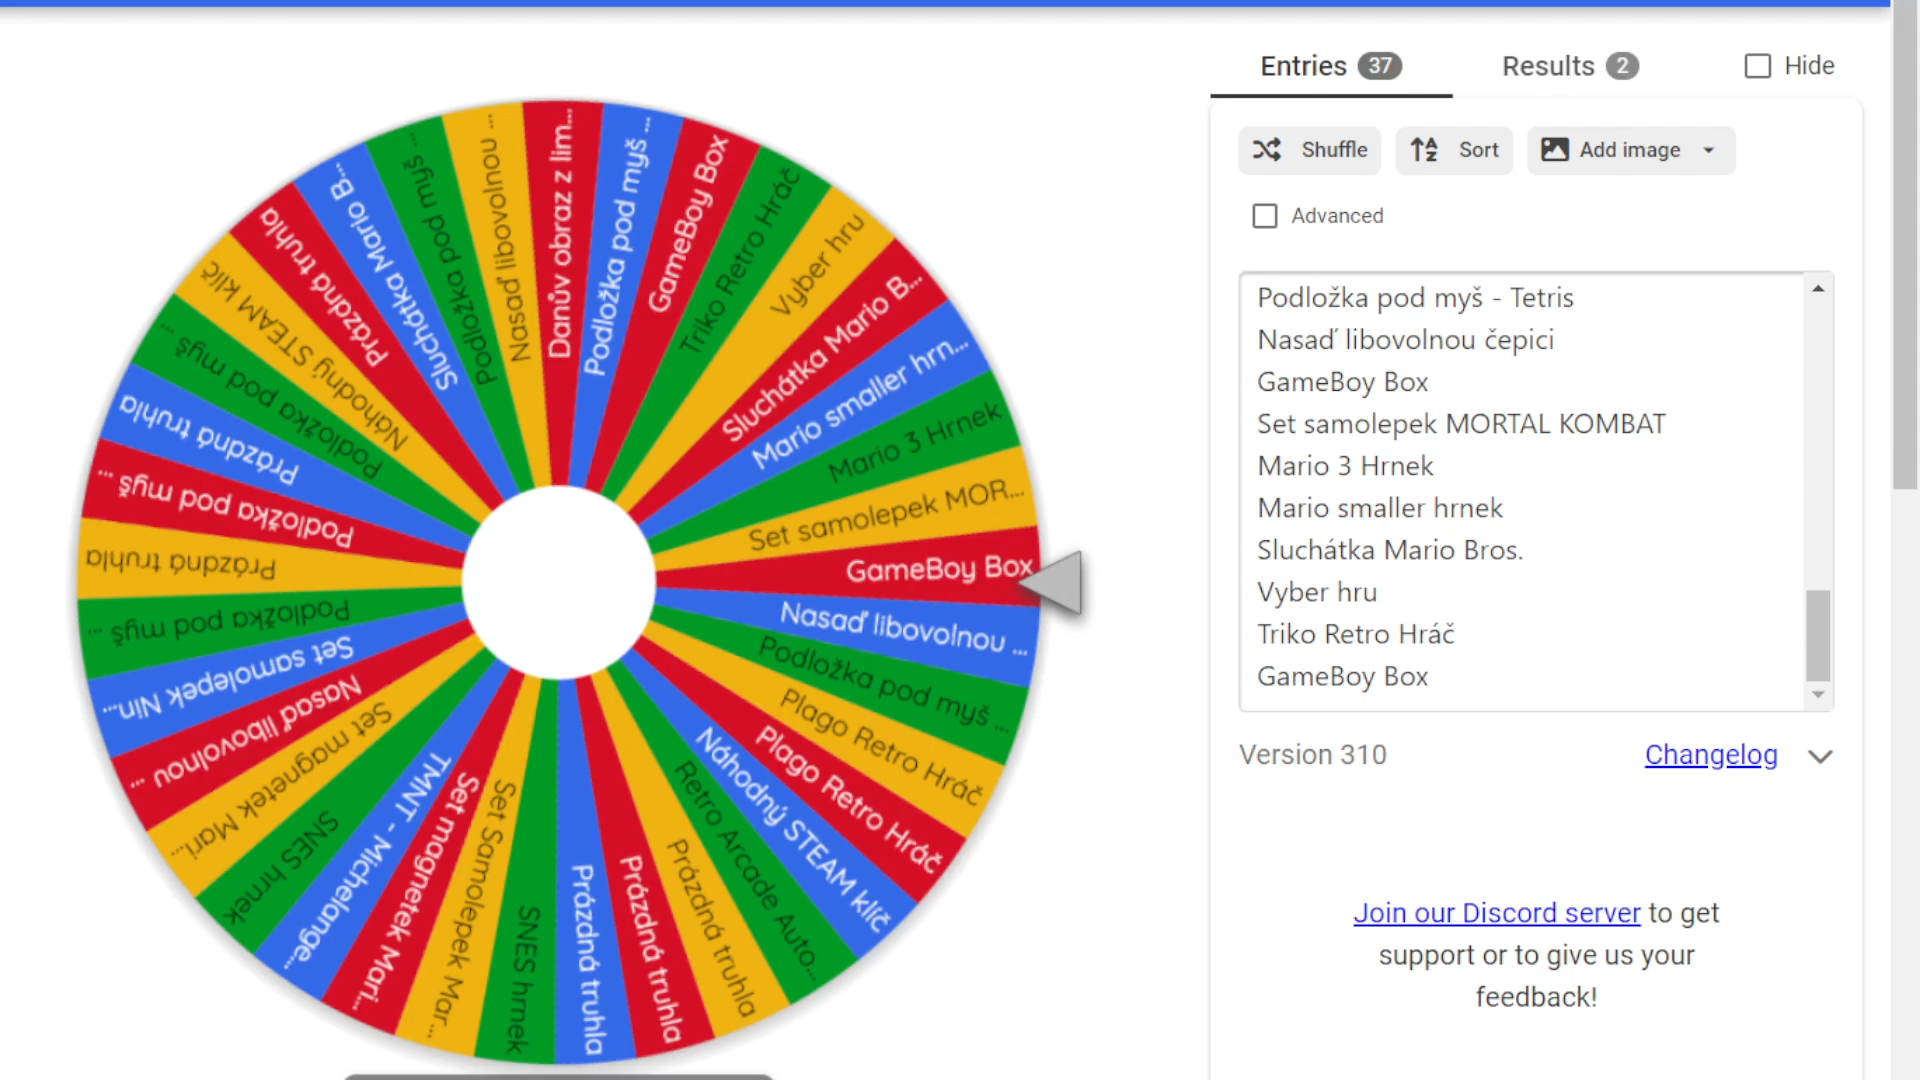 Entries 37
Results 2
Hide
Shuffle
Sort
Add image
Advanced
Podložka pod myš - Tetris
Nasaď libovolnou čepici
GameBoy Box
Set samolepek MORTAL KOMBAT
Mario 3 Hrnek
Mario smaller hrnek
Sluchátka Mario Bros.
Vyber hru
Triko Retro Hráč
GameBoy Box
Version 310
Changelog
Join our Discord server to get
support or to give us your
feedback!
Danův obraz z lim...
Podložka pod myš ...
GameBoy Box
Triko Retro Hráč
Vyber hru
Sluchátka Mario B...
Mario smaller hrn...
Mario 3 Hrnek
Set samolepek MOR...
GameBoy Box
Nasaď libovolnou ...
Podložka pod myš ...
Plago Retro Hráč
Plago Retro Hráč
Náhodný STEAM klíč
Retro Arcade Auto...
Prázdná truhla
Prázdná truhla
Prázdná truhla
SNES hrnek
Set Samolepek Mar...
Set magnetek Mari...
TMNT - Michelange...
SNES hrnek
Set magnetek Mari...
Nasaď libovolnou ...
Set samolepek Nin...
Podložka pod myš ...
Prázdná truhla
Podložka pod myš ...
Prázdná truhla
Podložka pod myš ...
Náhodný STEAM klíč
Prázdná truhla
Sluchátka Mario B...
Podložka pod myš ...
Nasaď libovolnou ...